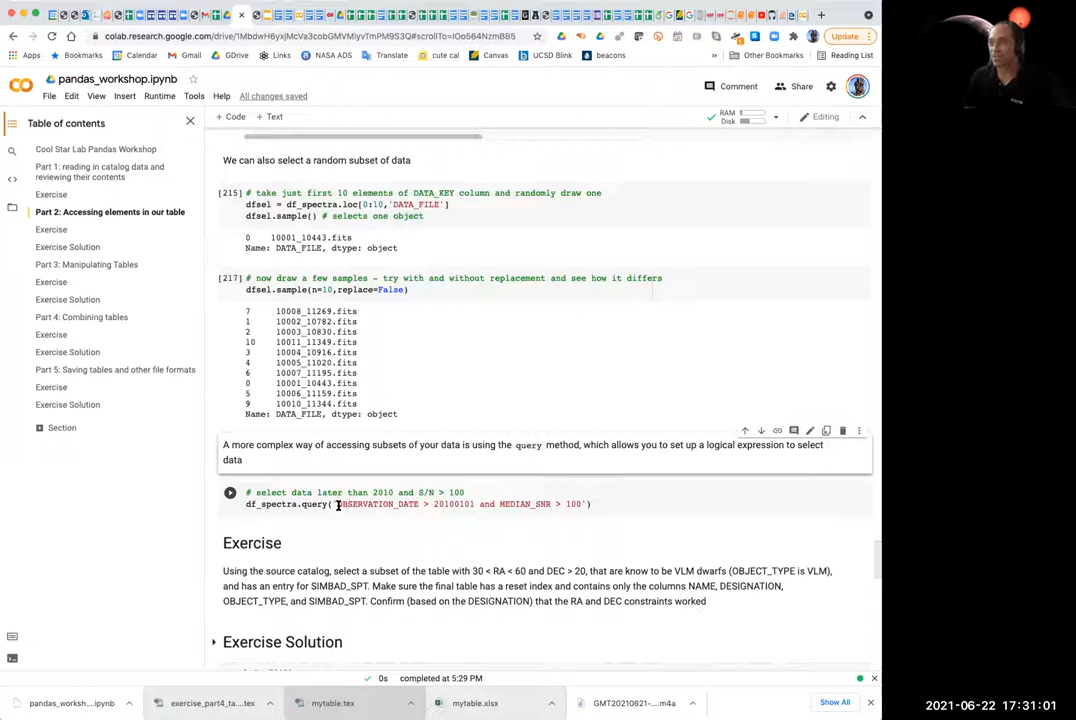 Update
colab.research.google.com/drive/1MbdwH6yxjMcVa3cobGMVMiyvTmPM9S3Q#scrollTo=lOo564NzmBB5
Apps
Bookmarks
Calendar
Gmail
GDrive
Links
NASA ADS
Translate
cute cal
Canvas
UCSD Blink
beacons
»
Other Bookmarks
Reading List
pandas_workshop.ipynb
File Edit View Insert Runtime Tools Help All changes saved
Comment
Share
+ Code + Text
RAM
Disk
Editing
Table of contents
Cool Star Lab Pandas Workshop
Part 1: reading in catalog data and
reviewing their contents
Exercise
Part 2: Accessing elements in our table
Exercise
Exercise Solution
Part 3: Manipulating Tables
Exercise
Exercise Solution
Part 4: Combining tables
Exercise
Exercise Solution
Part 5: Saving tables and other file formats
Exercise
Exercise Solution
Section
We can also select a random subset of data
[215] # take just first 10 elements of DATA_KEY column and randomly draw one
dfsel = df_spectra.loc[0:10,'DATA_FILE']
dfsel.sample() # selects one object
0 10001_10443.fits
Name: DATA_FILE, dtype: object
[217] # now draw a few samples - try with and without replacement and see how it differs
dfsel.sample(n=10,replace=False)
7 10008_11269.fits
1 10002_10782.fits
2 10003_10830.fits
10 10011_11349.fits
3 10004_10916.fits
4 10005_11020.fits
6 10007_11195.fits
0 10001_10443.fits
5 10006_11159.fits
9 10010_11344.fits
Name: DATA_FILE, dtype: object
A more complex way of accessing subsets of your data is using the query method, which allows you to set up a logical expression to select
data
# select data later than 2010 and S/N > 100
df_spectra.query('OBSERVATION_DATE > 20100101 and MEDIAN_SNR > 100')
Exercise
Using the source catalog, select a subset of the table with 30 < RA < 60 and DEC > 20, that are know to be VLM dwarfs (OBJECT_TYPE is VLM),
and has an entry for SIMBAD_SPT. Make sure the final table has a reset index and contains only the columns NAME, DESIGNATION,
OBJECT_TYPE, and SIMBAD_SPT. Confirm (based on the DESIGNATION) that the RA and DEC constraints worked
Exercise Solution
0s completed at 5:29 PM
pandas_worksh....ipynb
exercise_part4_ta....tex
mytable.tex
mytable.xlsx
GMT20210621-....m4a
Show All
2021-06-22 17:31:01